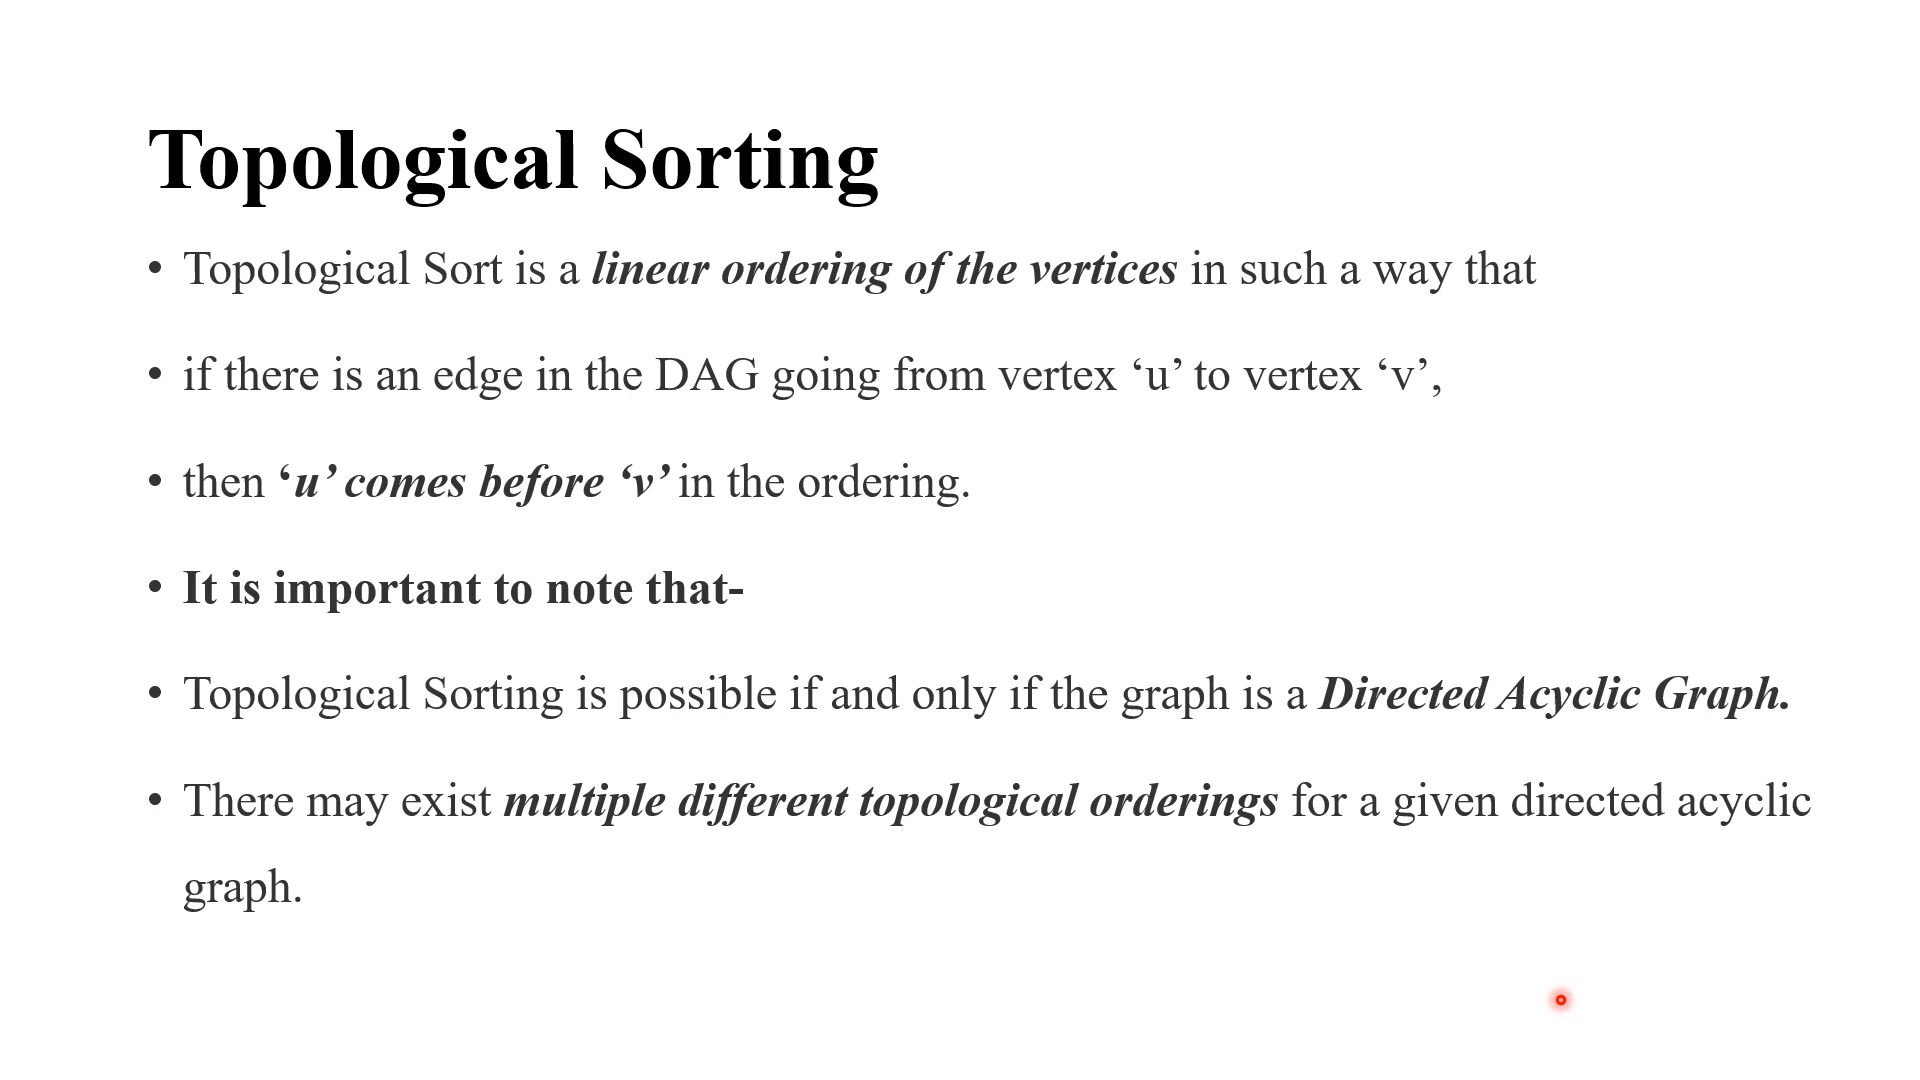 Topological Sorting
• Topological Sort is a linear ordering of the vertices in such a way that
• if there is an edge in the DAG going from vertex ‘u’ to vertex ‘v’,
• then ‘u’ comes before ‘v’ in the ordering.
• It is important to note that-
• Topological Sorting is possible if and only if the graph is a Directed Acyclic Graph.
• There may exist multiple different topological orderings for a given directed acyclic
graph.